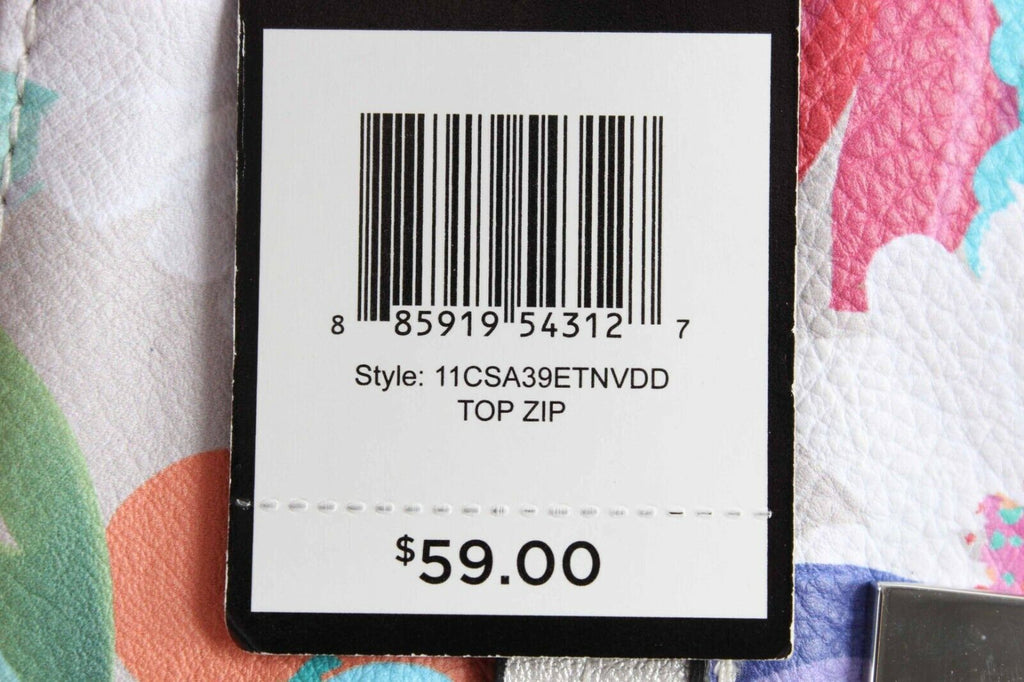 8 85919 54312 7
Style: 11CSA39ETNVDD
TOP ZIP
$59.00